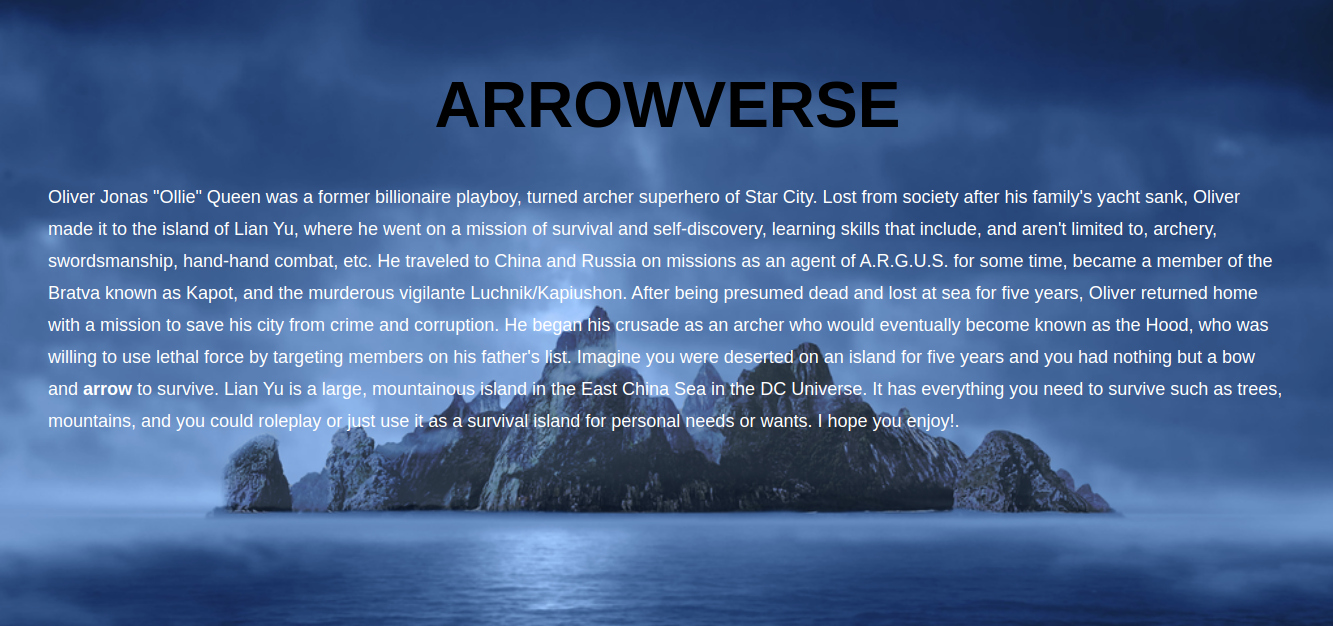 ARROWVERSE
Oliver Jonas "Ollie" Queen was a former billionaire playboy, turned archer superhero of Star City. Lost from society after his family's yacht sank, Oliver
made it to the island of Lian Yu, where he went on a mission of survival and self-discovery, learning skills that include, and aren't limited to, archery,
swordsmanship, hand-hand combat, etc. He traveled to China and Russia on missions as an agent of A.R.G.U.S. for some time, became a member of the
Bratva known as Kapot, and the murderous vigilante Luchnik/Kapiushon. After being presumed dead and lost at sea for five years, Oliver returned home
with a mission to save his city from crime and corruption. He began his crusade as an archer who would eventually become known as the Hood, who was
willing to use lethal force by targeting members on his father's list. Imagine you were deserted on an island for five years and you had nothing but a bow
and arrow to survive. Lian Yu is a large, mountainous island in the East China Sea in the DC Universe. It has everything you need to survive such as trees,
mountains, and you could roleplay or just use it as a survival island for personal needs or wants. I hope you enjoy!.